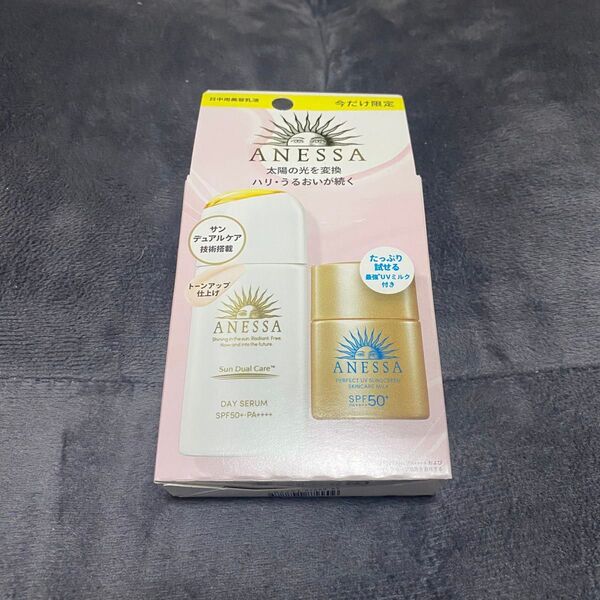 日中用美容乳液
今だけ限定
ANESSA
太陽の光を変換
ハリ・うるおいが続く
サン
デュアルケア
技術搭載
トーンアップ
仕上げ
たっぷり
試せる
最強*UVミルク
付き
ANESSA
Shining in the sun. Radiant. Free.
Now and into the future.
Sun Dual Care™
DAY SERUM
SPF50+・PA++++
ANESSA
PERFECT UV SUNSCREEN
SKINCARE MILK
SPF50+
PA++++